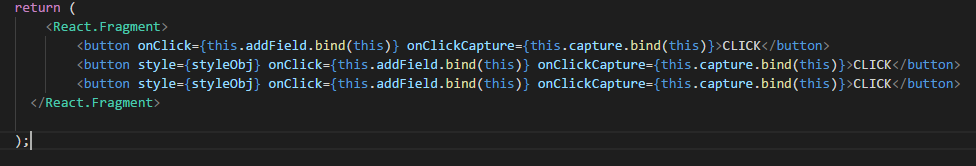 return (
<React.Fragment>
<button onClick={this.addField.bind(this)} onClickCapture={this.capture.bind(this)}>CLICK</button>
<button style={styleObj} onClick={this.addField.bind(this)} onClickCapture={this.capture.bind(this)}>CLICK</button>
<button style={styleObj} onClick={this.addField.bind(this)} onClickCapture={this.capture.bind(this)}>CLICK</button>
</React.Fragment>
);